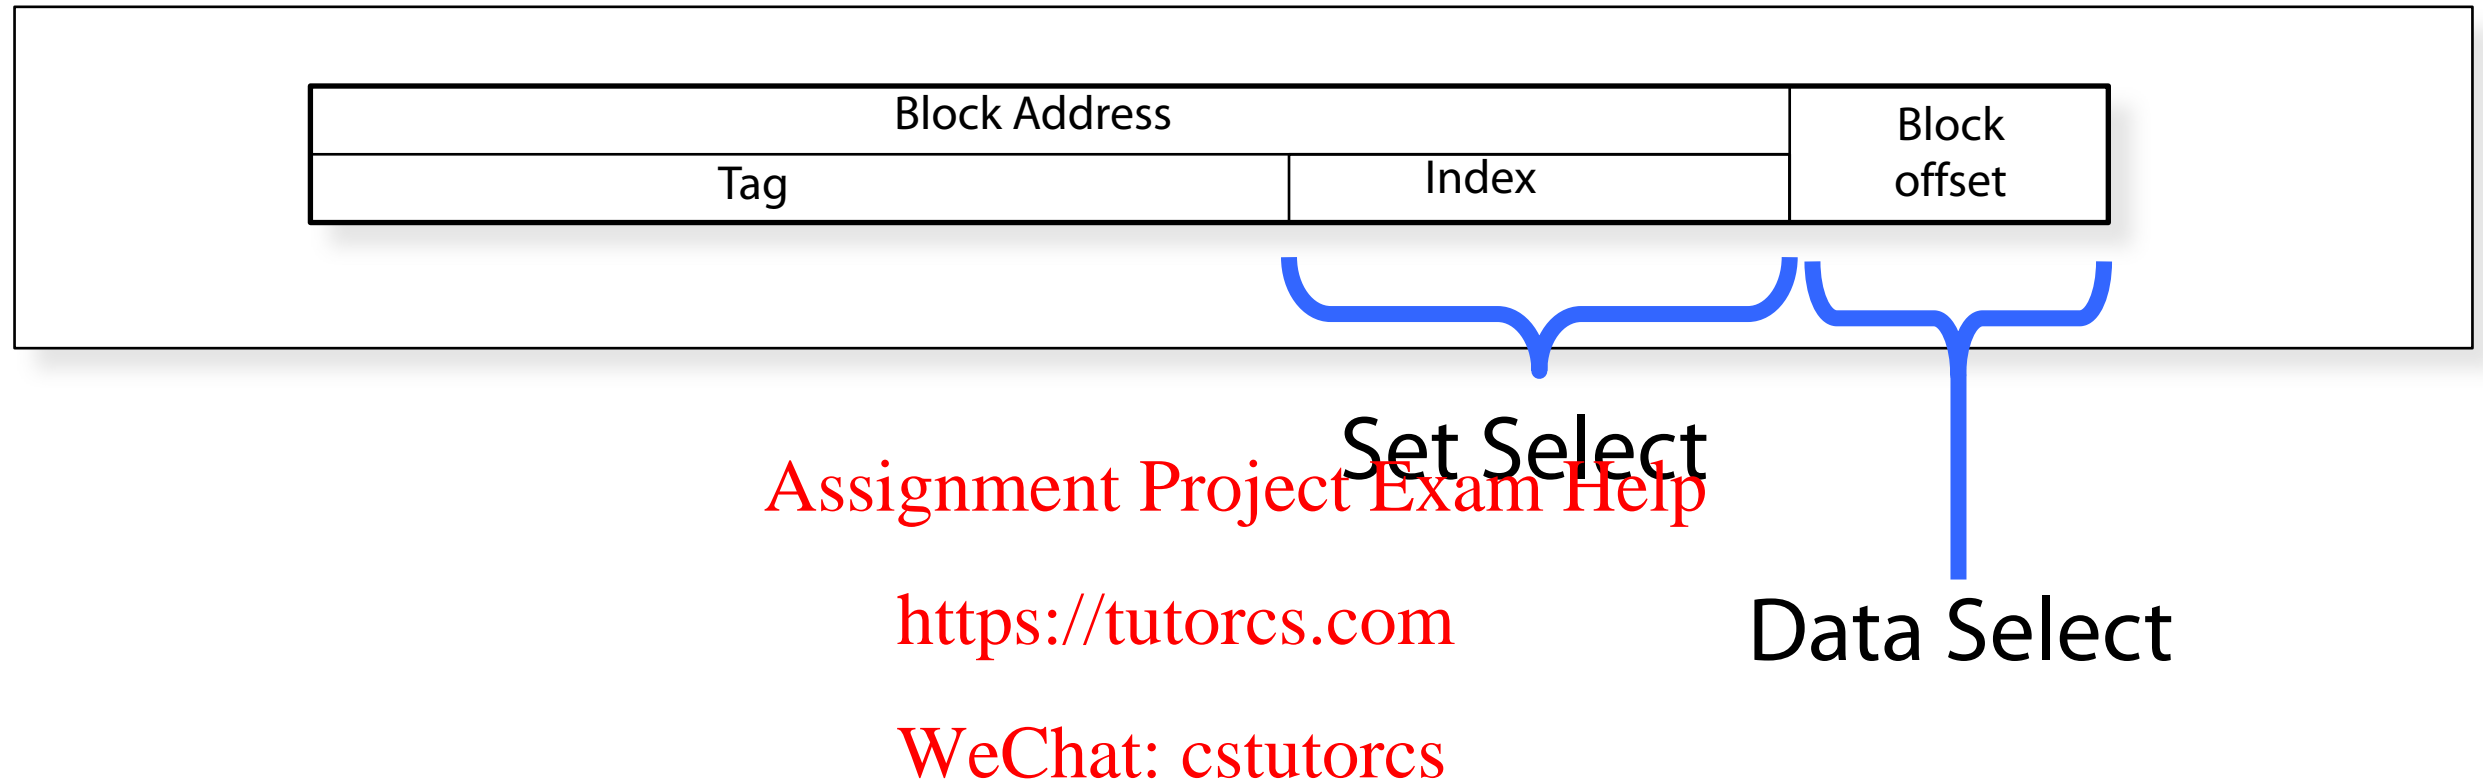 Block Address
Block
offset
Tag
Index
Set Select
Assignment Project Exam Help
https://tutorcs.com
Data Select
WeChat: cstutorcs